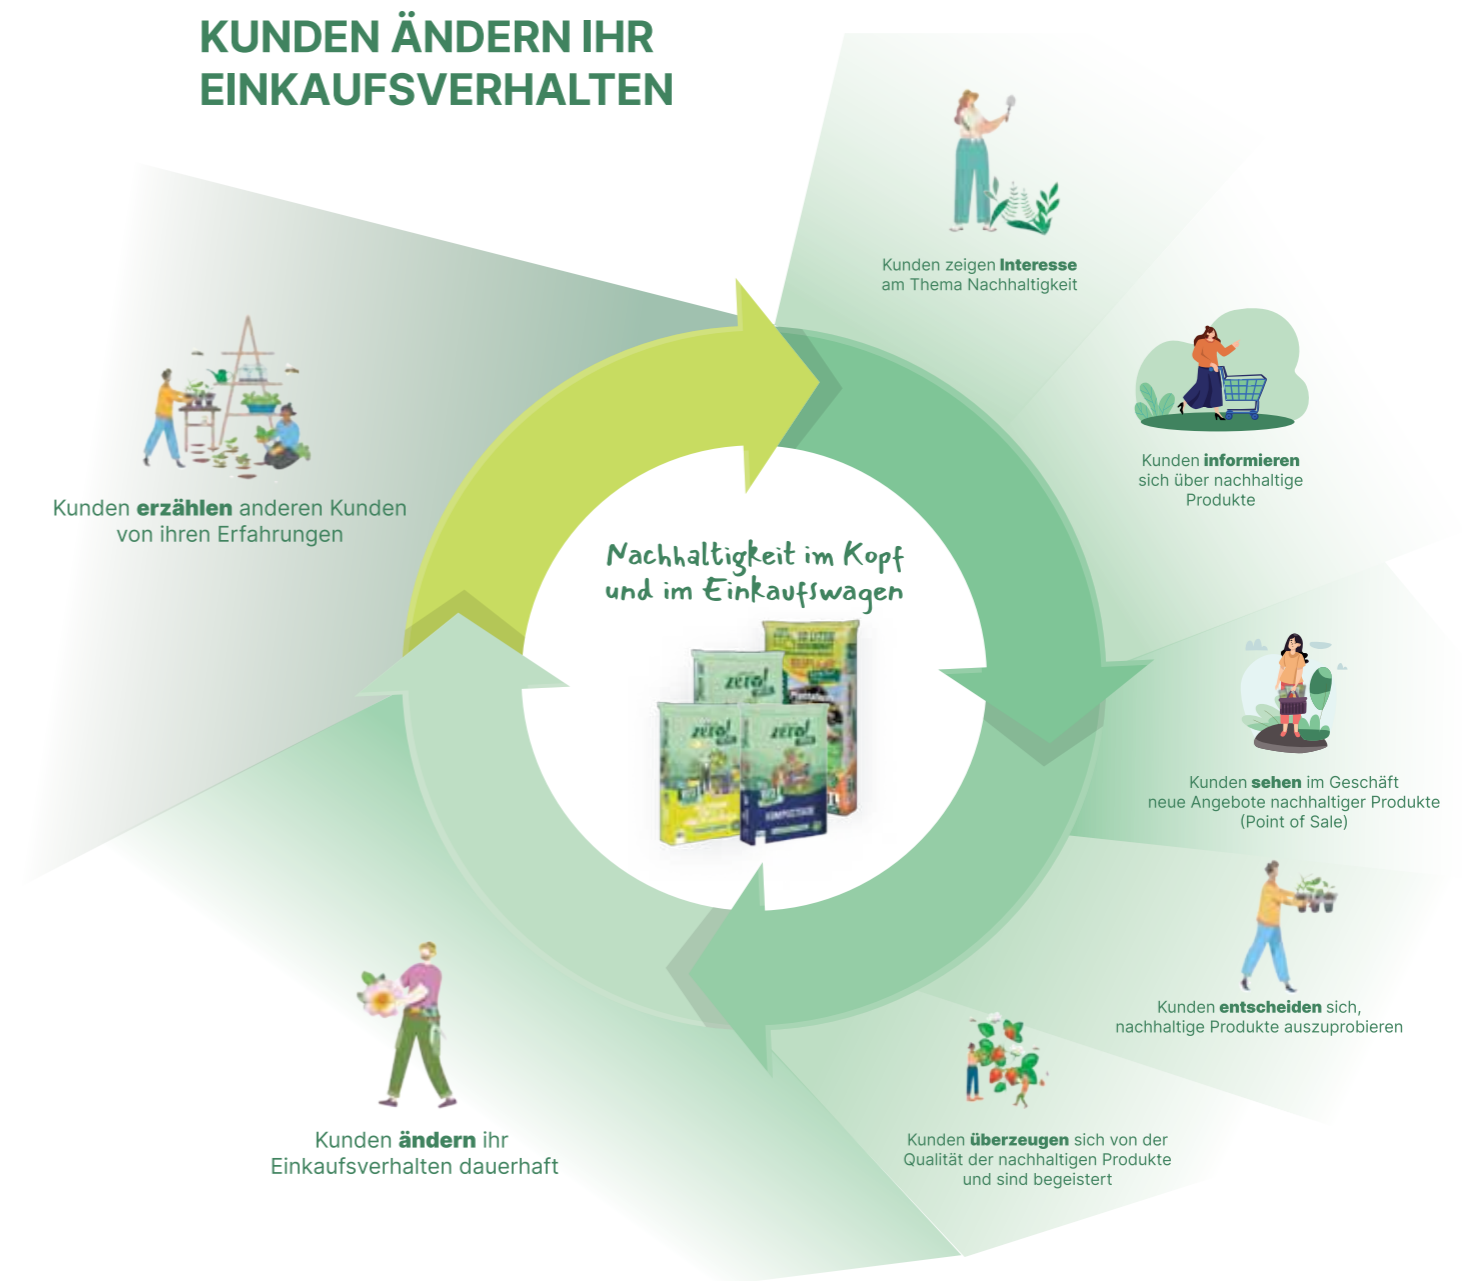 KUNDEN ÄNDERN IHR
EINKAUFSVERHALTEN
Kunden zeigen Interesse
am Thema Nachhaltigkeit
Kunden informieren
sich über nachhaltige
Produkte
Kunden sehen im Geschäft
neue Angebote nachhaltiger Produkte
(Point of Sale)
Kunden entscheiden sich,
nachhaltige Produkte auszuprobieren
Kunden überzeugen sich von der
Qualität der nachhaltigen Produkte
und sind begeistert
Kunden ändern ihr
Einkaufsverhalten dauerhaft
Kunden erzählen anderen Kunden
von ihren Erfahrungen
Nachhaltigkeit im Kopf
und im Einkaufswagen
zero!
zero!
zero!